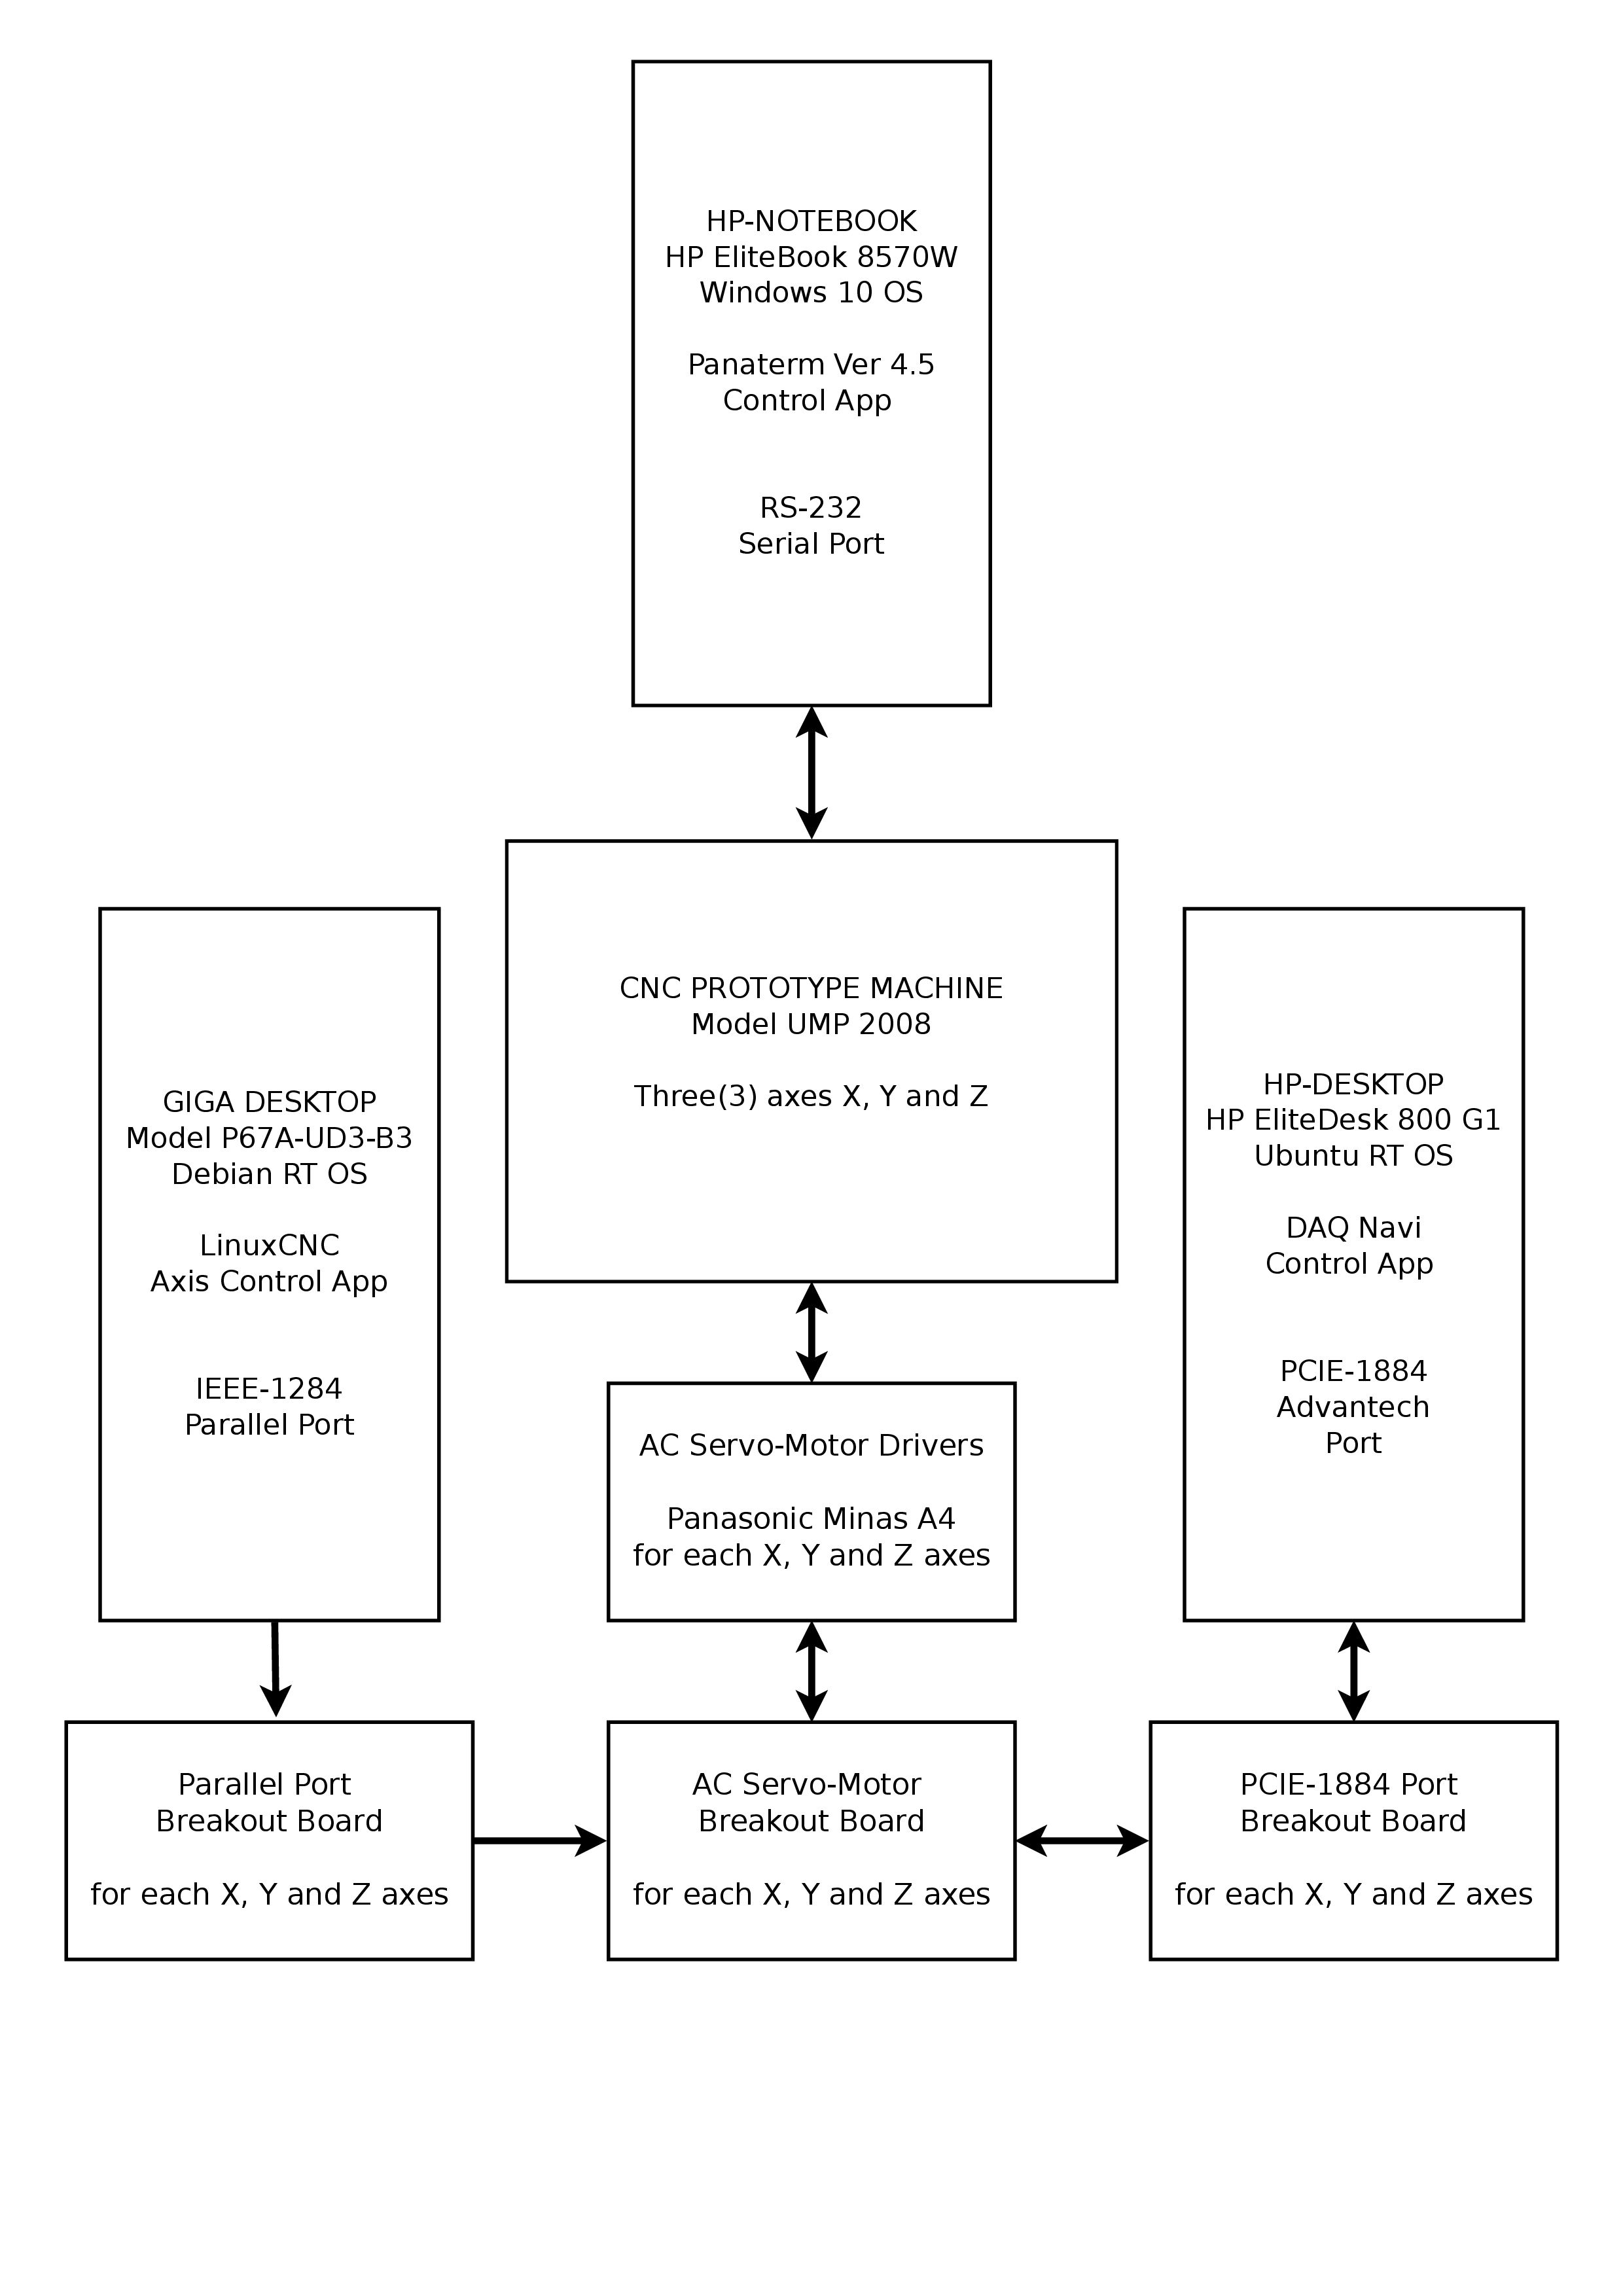 HP-NOTEBOOK
HP EliteBook 8570W
Windows 10 OS
Panaterm Ver 4.5
Control App
RS-232
Serial Port
CNC PROTOTYPE MACHINE
Model UMP 2008
Three(3) axes X, Y and Z
GIGA DESKTOP
Model P67A-UD3-B3
Debian RT OS
LinuxCNC
Axis Control App
IEEE-1284
Parallel Port
HP-DESKTOP
HP EliteDesk 800 G1
Ubuntu RT OS
DAQ Navi
Control App
PCIE-1884
Advantech
Port
AC Servo-Motor Drivers
Panasonic Minas A4
for each X, Y and Z axes
Parallel Port
Breakout Board
for each X, Y and Z axes
AC Servo-Motor
Breakout Board
for each X, Y and Z axes
PCIE-1884 Port
Breakout Board
for each X, Y and Z axes